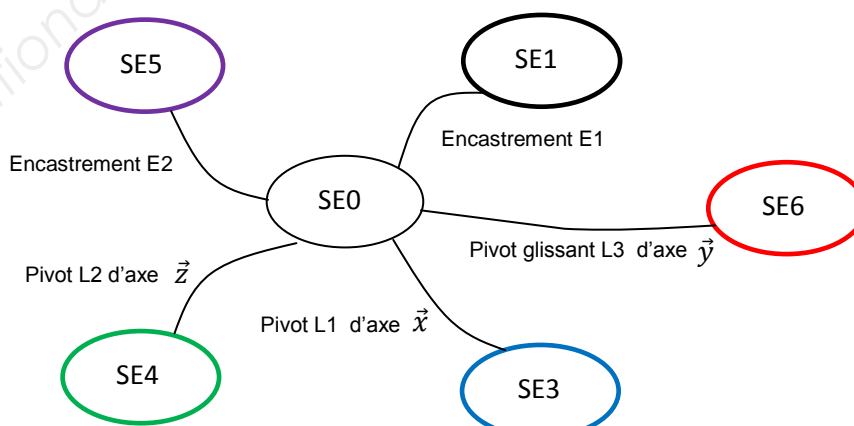 SE5
SE1
Encastrement E1
Encastrement E2
SE0
SE6
Pivot glissant L3 d'axe y⃗
Pivot L2 d'axe z⃗
Pivot L1 d'axe x⃗
SE4
SE3